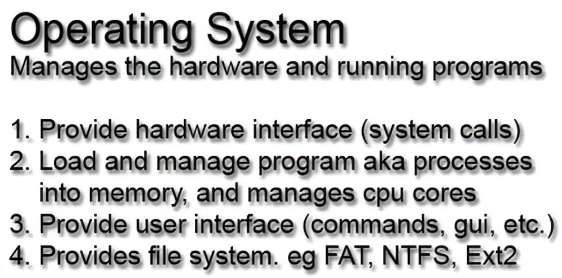 Operating System
Manages the hardware and running programs
1. Provide hardware interface (system calls)
2. Load and manage program aka processes
into memory, and manages cpu cores
3. Provide user interface (commands, gui, etc.)
4. Provides file system. eg FAT, NTFS, Ext2